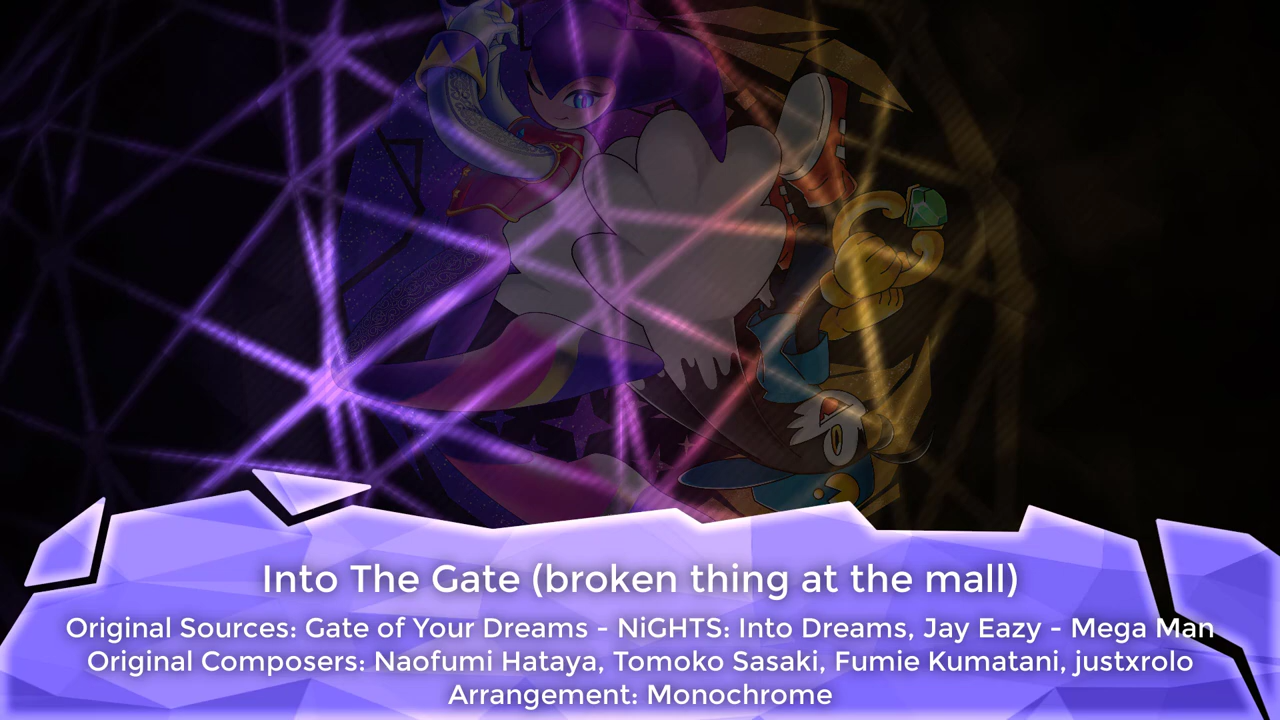 Into The Gate (broken thing at the mall)
Original Sources: Gate of Your Dreams - NiGHTS: Into Dreams, Jay Eazy - Mega Man
Original Composers: Naofumi Hataya, Tomoko Sasaki, Fumie Kumatani, justxrolo
Arrangement: Monochrome